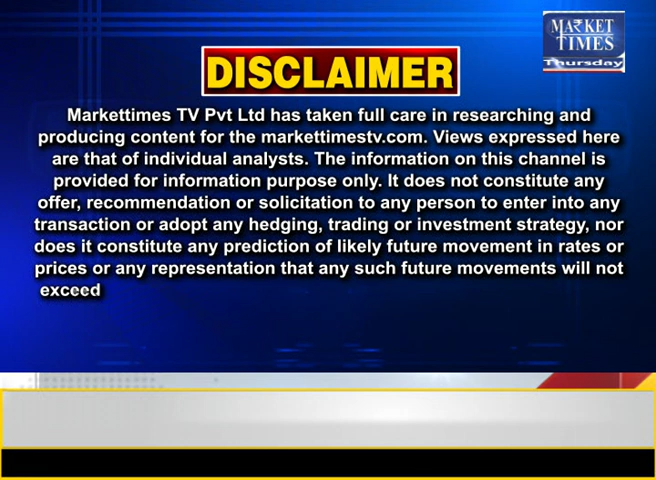 MARKET
TIMES
Thursday
DISCLAIMER
Markettimes TV Pvt Ltd has taken full care in researching and
producing content for the markettimestv.com. Views expressed here
are that of individual analysts. The information on this channel is
provided for information purpose only. It does not constitute any
offer, recommendation or solicitation to any person to enter into any
transaction or adopt any hedging, trading or investment strategy, nor
does it constitute any prediction of likely future movement in rates or
prices or any representation that any such future movements will not
exceed